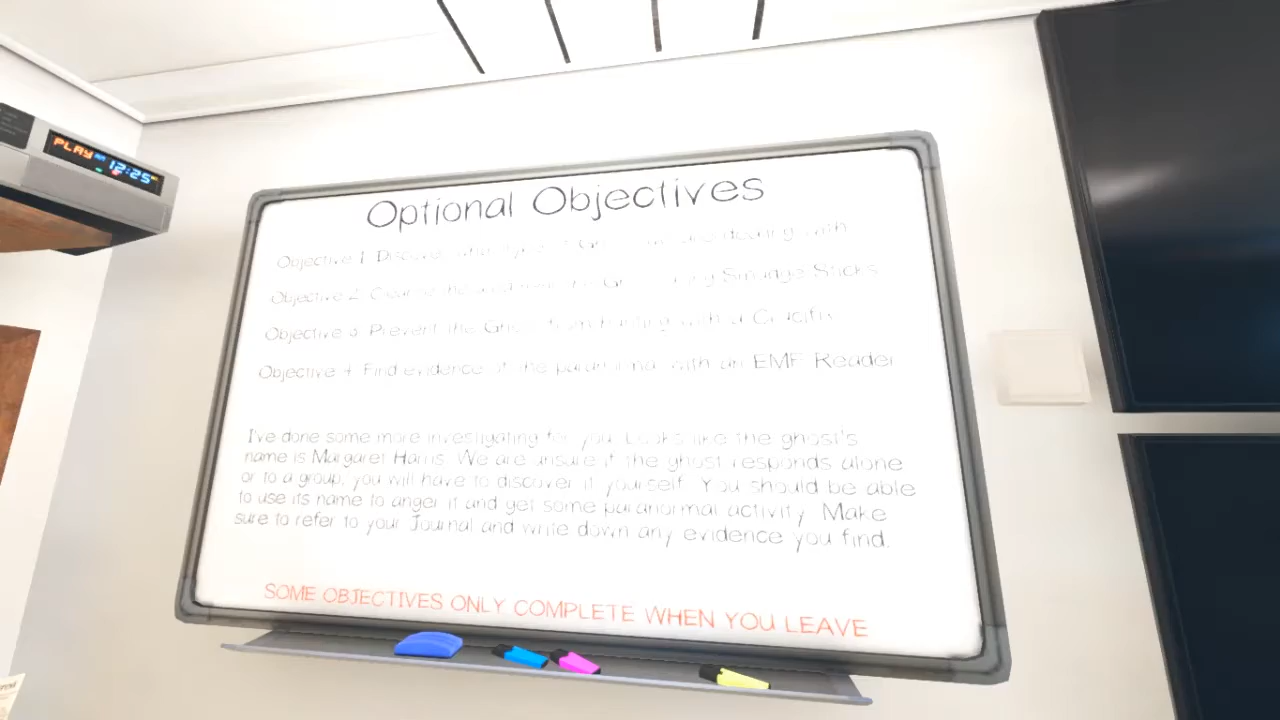 PLAY 12:25
Optional Objectives
Objective 1: Discover what type of Ghost we are dealing with
Objective 2: Cleanse the area near the Ghost using Smudge Sticks
Objective 3: Prevent the Ghost from hunting with a Crucifix
Objective 4: Find evidence of the paranormal with an EMF Reader
I've done some more investigating for you. Looks like the ghost's
name is Margaret Harris. We are unsure if the ghost responds alone
or to a group, you will have to discover it yourself. You should be able
to use its name to anger it and get some paranormal activity. Make
sure to refer to your Journal and write down any evidence you find.
SOME OBJECTIVES ONLY COMPLETE WHEN YOU LEAVE